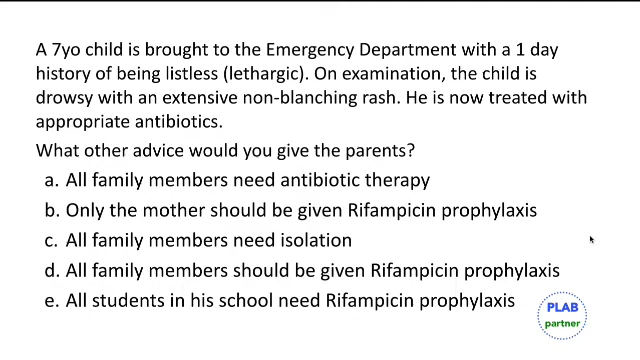 A 7yo child is brought to the Emergency Department with a 1 day
history of being listless (lethargic). On examination, the child is
drowsy with an extensive non-blanching rash. He is now treated with
appropriate antibiotics.
What other advice would you give the parents?
a. All family members need antibiotic therapy
b. Only the mother should be given Rifampicin prophylaxis
c. All family members need isolation
d. All family members should be given Rifampicin prophylaxis
e. All students in his school need Rifampicin prophylaxis
PLAB
partner